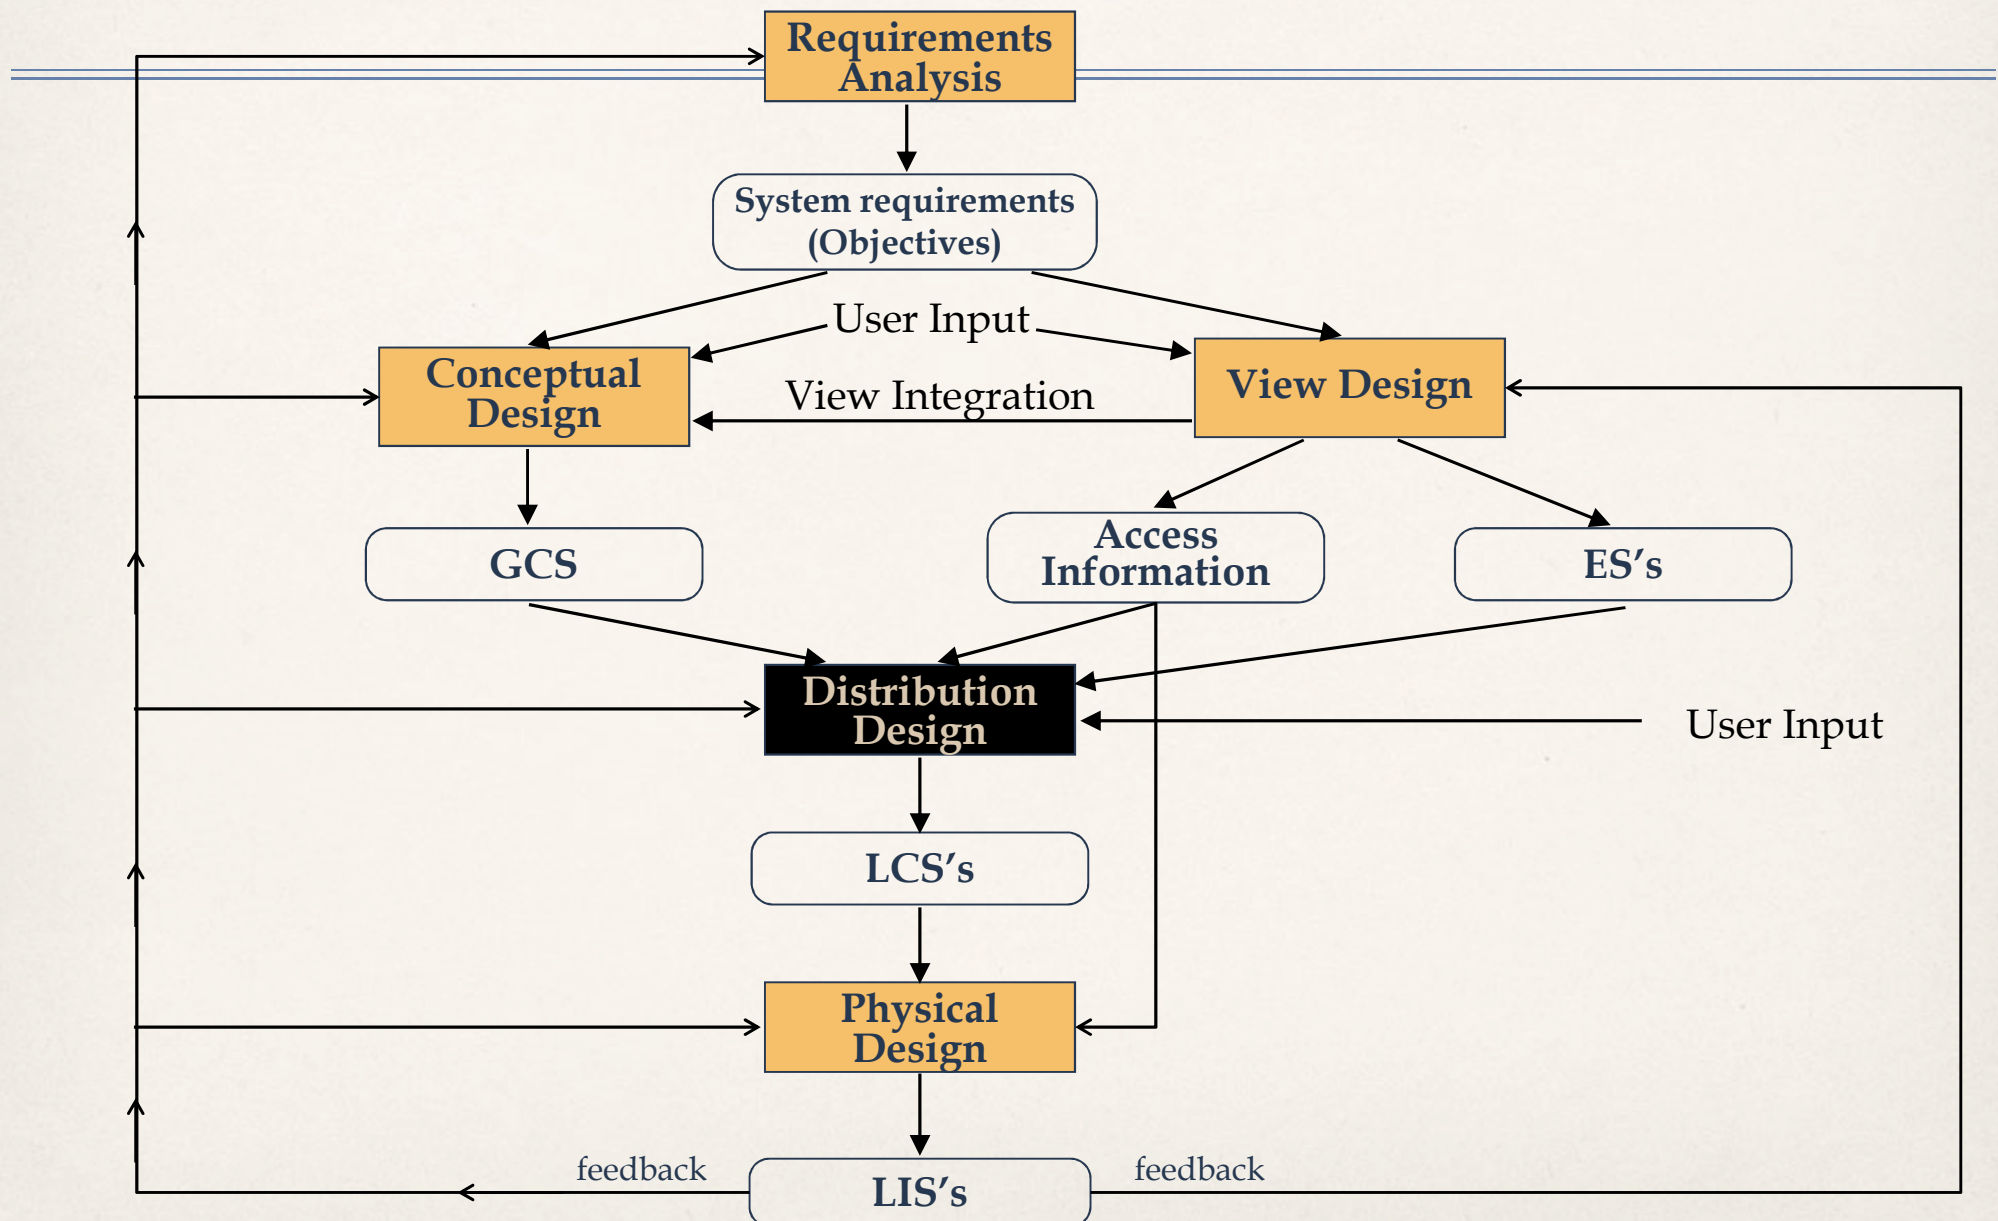 Requirements
Analysis
System requirements
(Objectives)
User Input
Conceptual
Design
View Integration
View Design
GCS
Access
Information
ES’s
Distribution
Design
User Input
LCS’s
Physical
Design
feedback
LIS’s
feedback